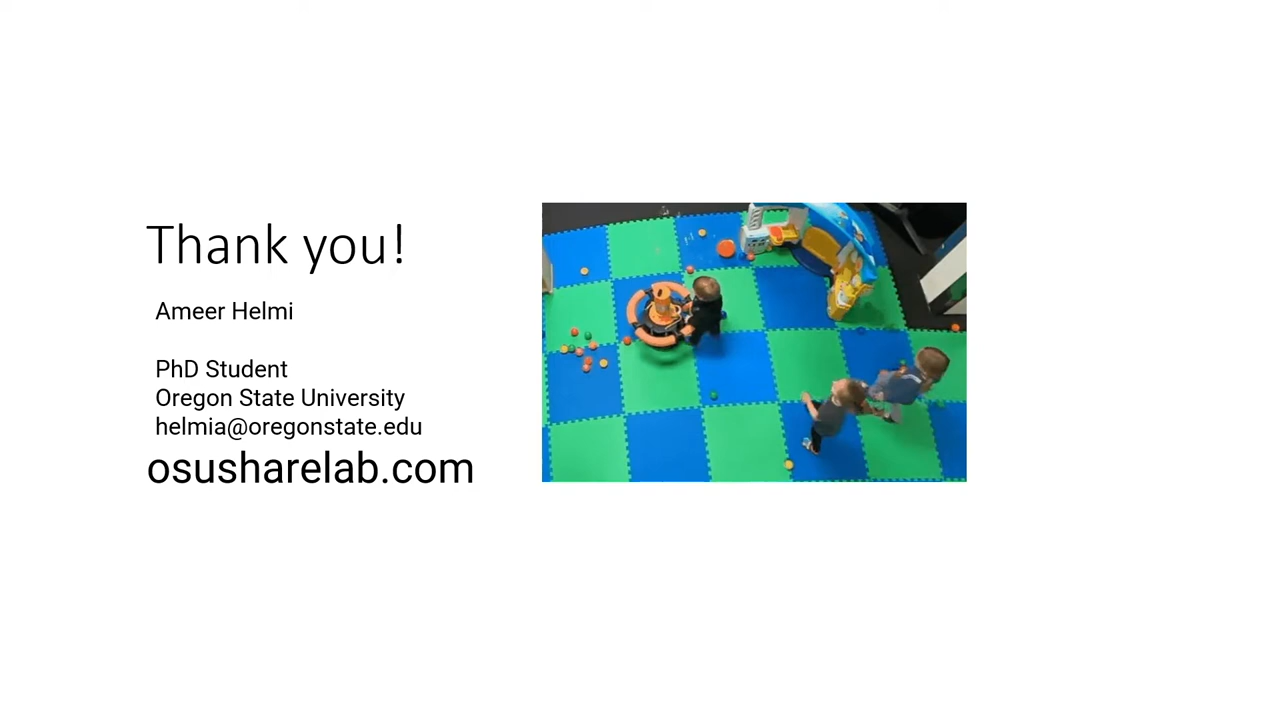 Thank you!
Ameer Helmi
PhD Student
Oregon State University
helmia@oregonstate.edu
osusharelab.com